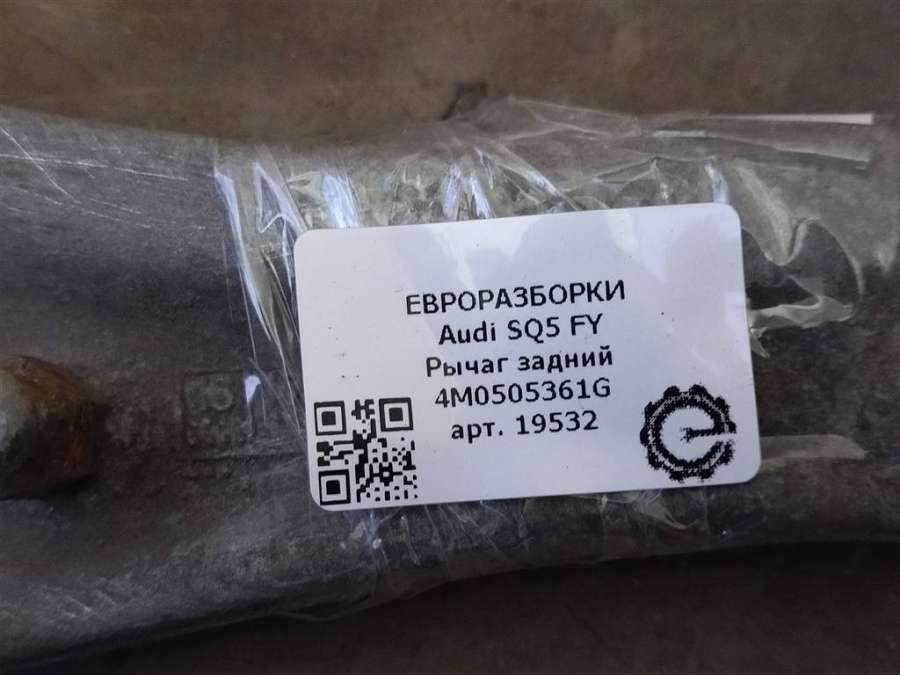 ЕВРОРАЗБОРКИ
Audi SQ5 FY
Рычаг задний
4M0505361G
арт. 19532